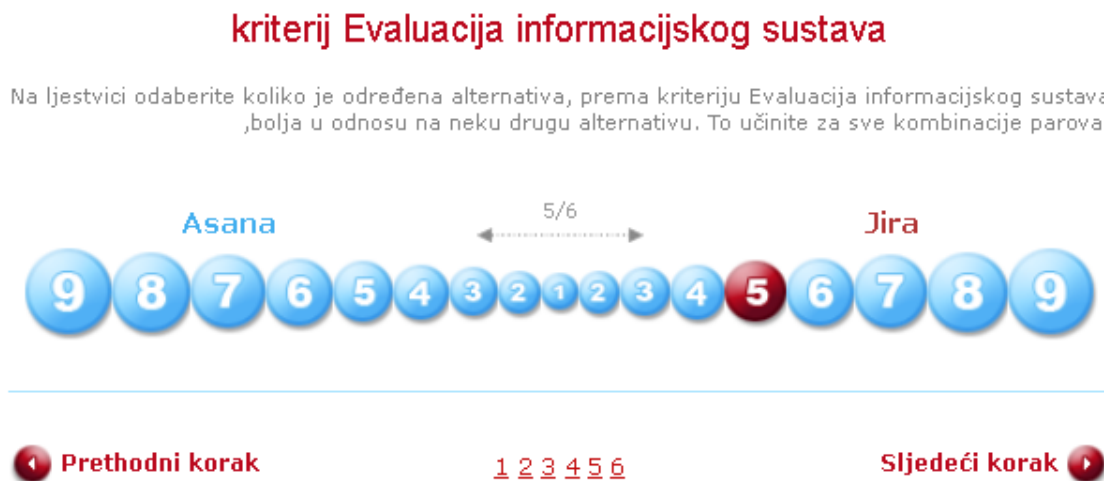 kriterij Evaluacija informacijskog sustava
Na ljestvici odaberite koliko je određena alternativa, prema kriteriju Evaluacija informacijskog sustava
,bolja u odnosu na neku drugu alternativu. To učinite za sve kombinacije parova
Asana 5/6 Jira
9 8 7 6 5 4 3 2 1 2 3 4 5 6 7 8 9
Prethodni korak 1 2 3 4 5 6 Sljedeći korak